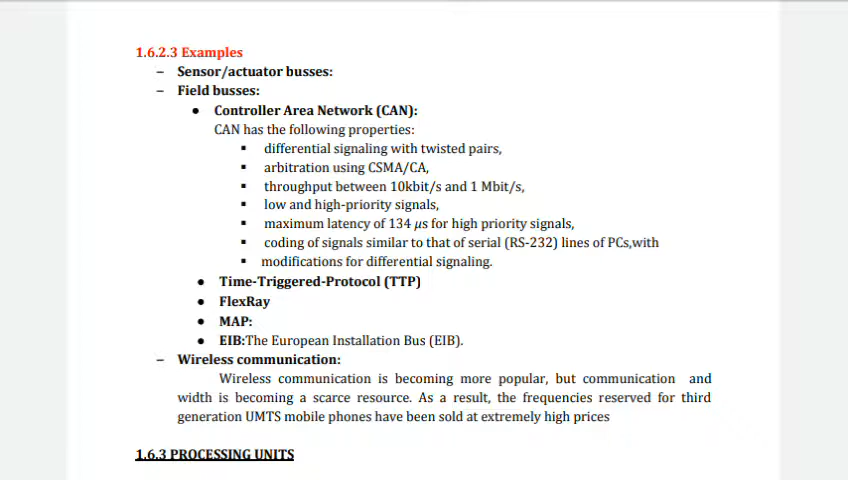 1.6.2.3 Examples
– Sensor/actuator busses:
– Field busses:
• Controller Area Network (CAN):
CAN has the following properties:
▪ differential signaling with twisted pairs,
▪ arbitration using CSMA/CA,
▪ throughput between 10kbit/s and 1 Mbit/s,
▪ low and high-priority signals,
▪ maximum latency of 134 μs for high priority signals,
▪ coding of signals similar to that of serial (RS-232) lines of PCs,with
▪ modifications for differential signaling.
• Time-Triggered-Protocol (TTP)
• FlexRay
• MAP:
• EIB:The European Installation Bus (EIB).
– Wireless communication:
Wireless communication is becoming more popular, but communication and
width is becoming a scarce resource. As a result, the frequencies reserved for third
generation UMTS mobile phones have been sold at extremely high prices
1.6.3 PROCESSING UNITS